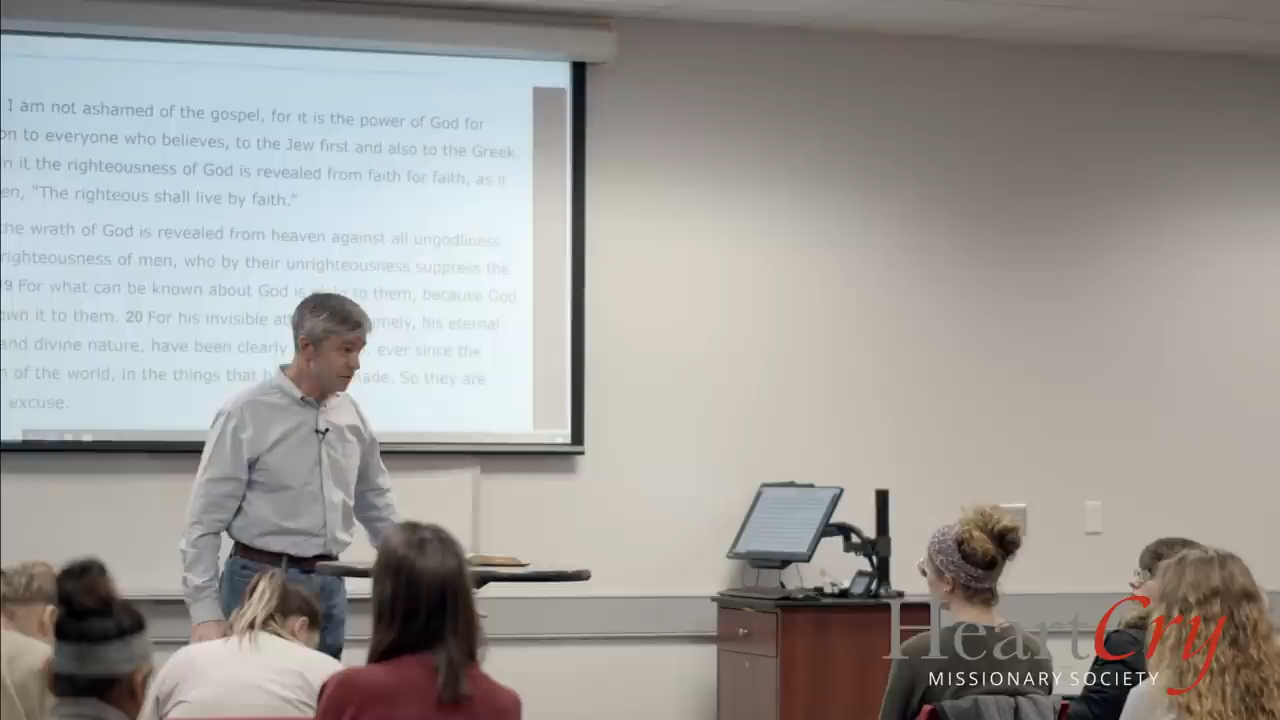 I am not ashamed of the gospel, for it is the power of God for
on to everyone who believes, to the Jew first and also to the Greek.
n it the righteousness of God is revealed from faith for faith, as it
en, "The righteous shall live by faith."
the wrath of God is revealed from heaven against all ungodliness
righteousness of men, who by their unrighteousness suppress the
19 For what can be known about God is plain to them, because God
own it to them. 20 For his invisible at mely, his eternal
and divine nature, have been clearly ever since the
n of the world, in the things that h ade. So they are
excuse.
HeartCry
MISSIONARY SOCIETY